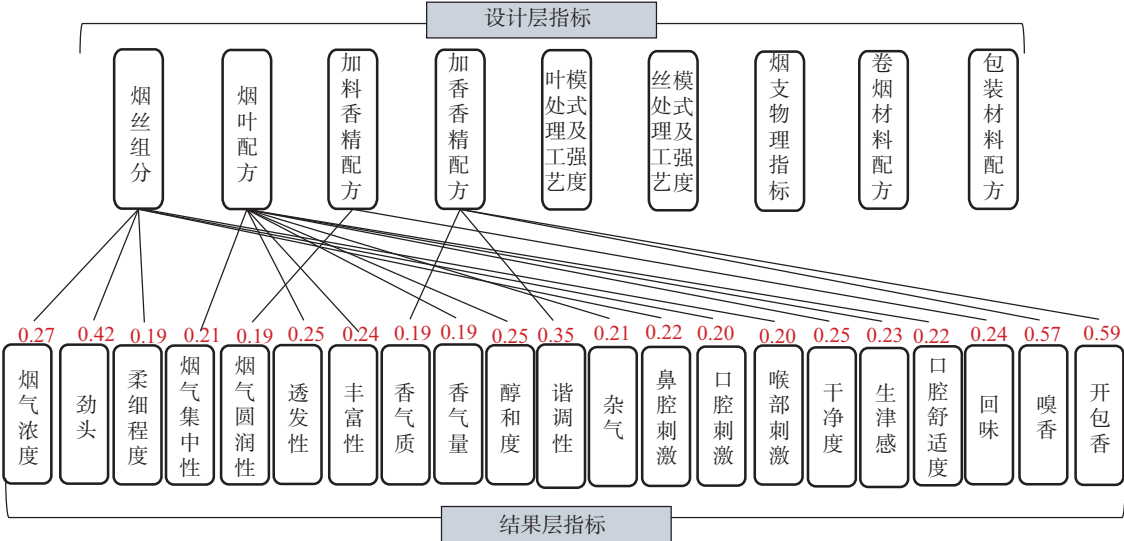 设计层指标
烟丝组分
烟叶配方
加料香精配方
加香香精配方
叶处理工艺
模式及强度
丝处理工艺
模式及强度
烟支物理指标
卷烟材料配方
包装材料配方
0.27
0.42
0.19
0.21
0.19
0.25
0.24
0.19
0.19
0.25
0.35
0.21
0.22
0.20
0.20
0.25
0.23
0.22
0.24
0.57
0.59
烟气浓度
劲头
柔细程度
烟气集中性
烟气圆润性
透发性
丰富性
香气质
香气量
醇和度
谐调性
杂气
鼻腔刺激
口腔刺激
喉部刺激
干净度
生津感
口腔舒适度
回味
嗅香
开包香
结果层指标